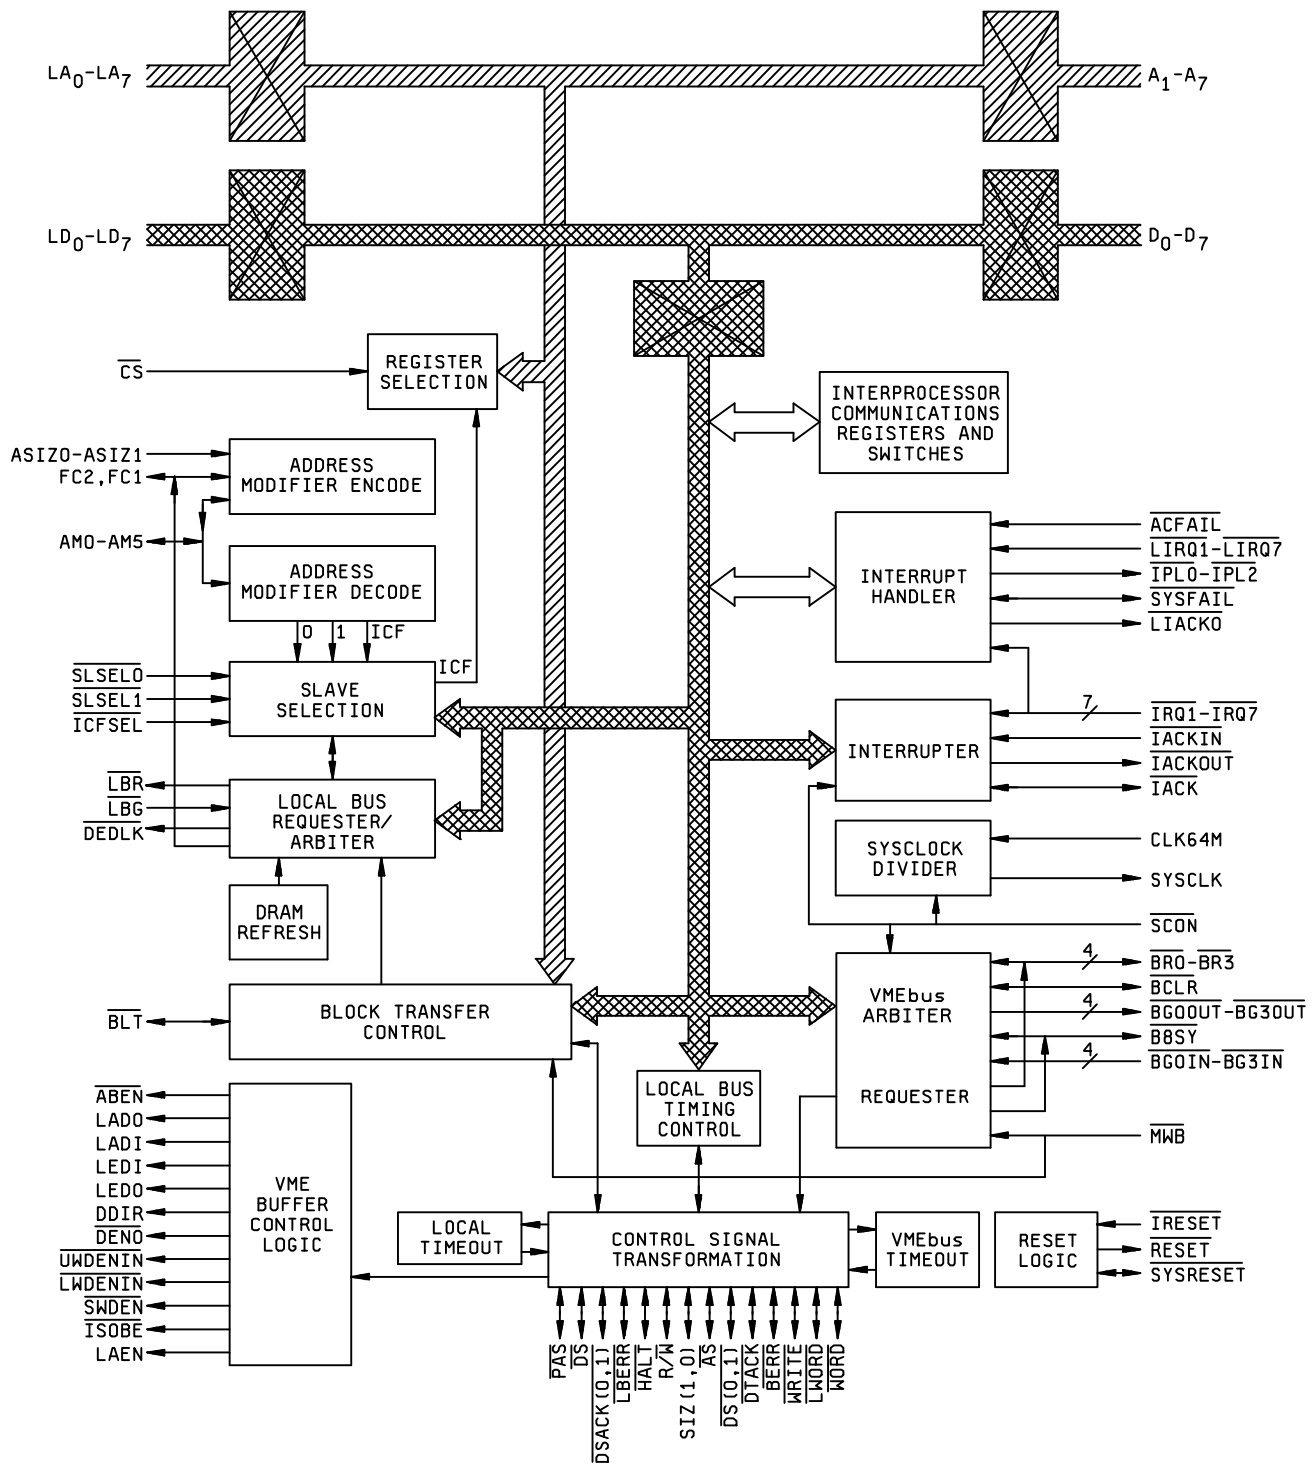 LA0-LA7
A1-A7
LD0-LD7
D0-D7
CS
REGISTER
SELECTION
INTERPROCESSOR
COMMUNICATIONS
REGISTERS AND
SWITCHES
ASIZ0-ASIZ1
FC2,FC1
ADDRESS
MODIFIER ENCODE
AM0-AM5
ADDRESS
MODIFIER DECODE
0 1 ICF
ACFAIL
LIRQ1-LIRQ7
IPL0-IPL2
SYSFAIL
LIACKO
INTERRUPT
HANDLER
SLSEL0
SLSEL1
ICFSEL
SLAVE
SELECTION
ICF
7
IRQ1-IRQ7
IACKIN
IACKOUT
IACK
INTERRUPTER
LBR
LBG
DEDLK
LOCAL BUS
REQUESTER/
ARBITER
SYSCLOCK
DIVIDER
CLK64M
SYSCLK
DRAM
REFRESH
SCON
VMEbus
ARBITER
REQUESTER
4
BR0-BR3
BCLR
4
BG0OUT-BG3OUT
B8SY
4
BG0IN-BG3IN
MWB
BLT
BLOCK TRANSFER
CONTROL
LOCAL BUS
TIMING
CONTROL
ABEN
LADO
LADI
LEDI
LEDO
DDIR
DENO
UWDENIN
LWDENIN
SWDEN
ISOBE
LAEN
VME
BUFFER
CONTROL
LOGIC
LOCAL
TIMEOUT
CONTROL SIGNAL
TRANSFORMATION
VMEbus
TIMEOUT
RESET
LOGIC
IRESET
RESET
SYSRESET
PAS
DS
DSACK(0,1)
LBERR
HALT
R/W
SIZ(1,0)
AS
DS(0,1)
DTACK
BERR
WRITE
LWORD
WORD